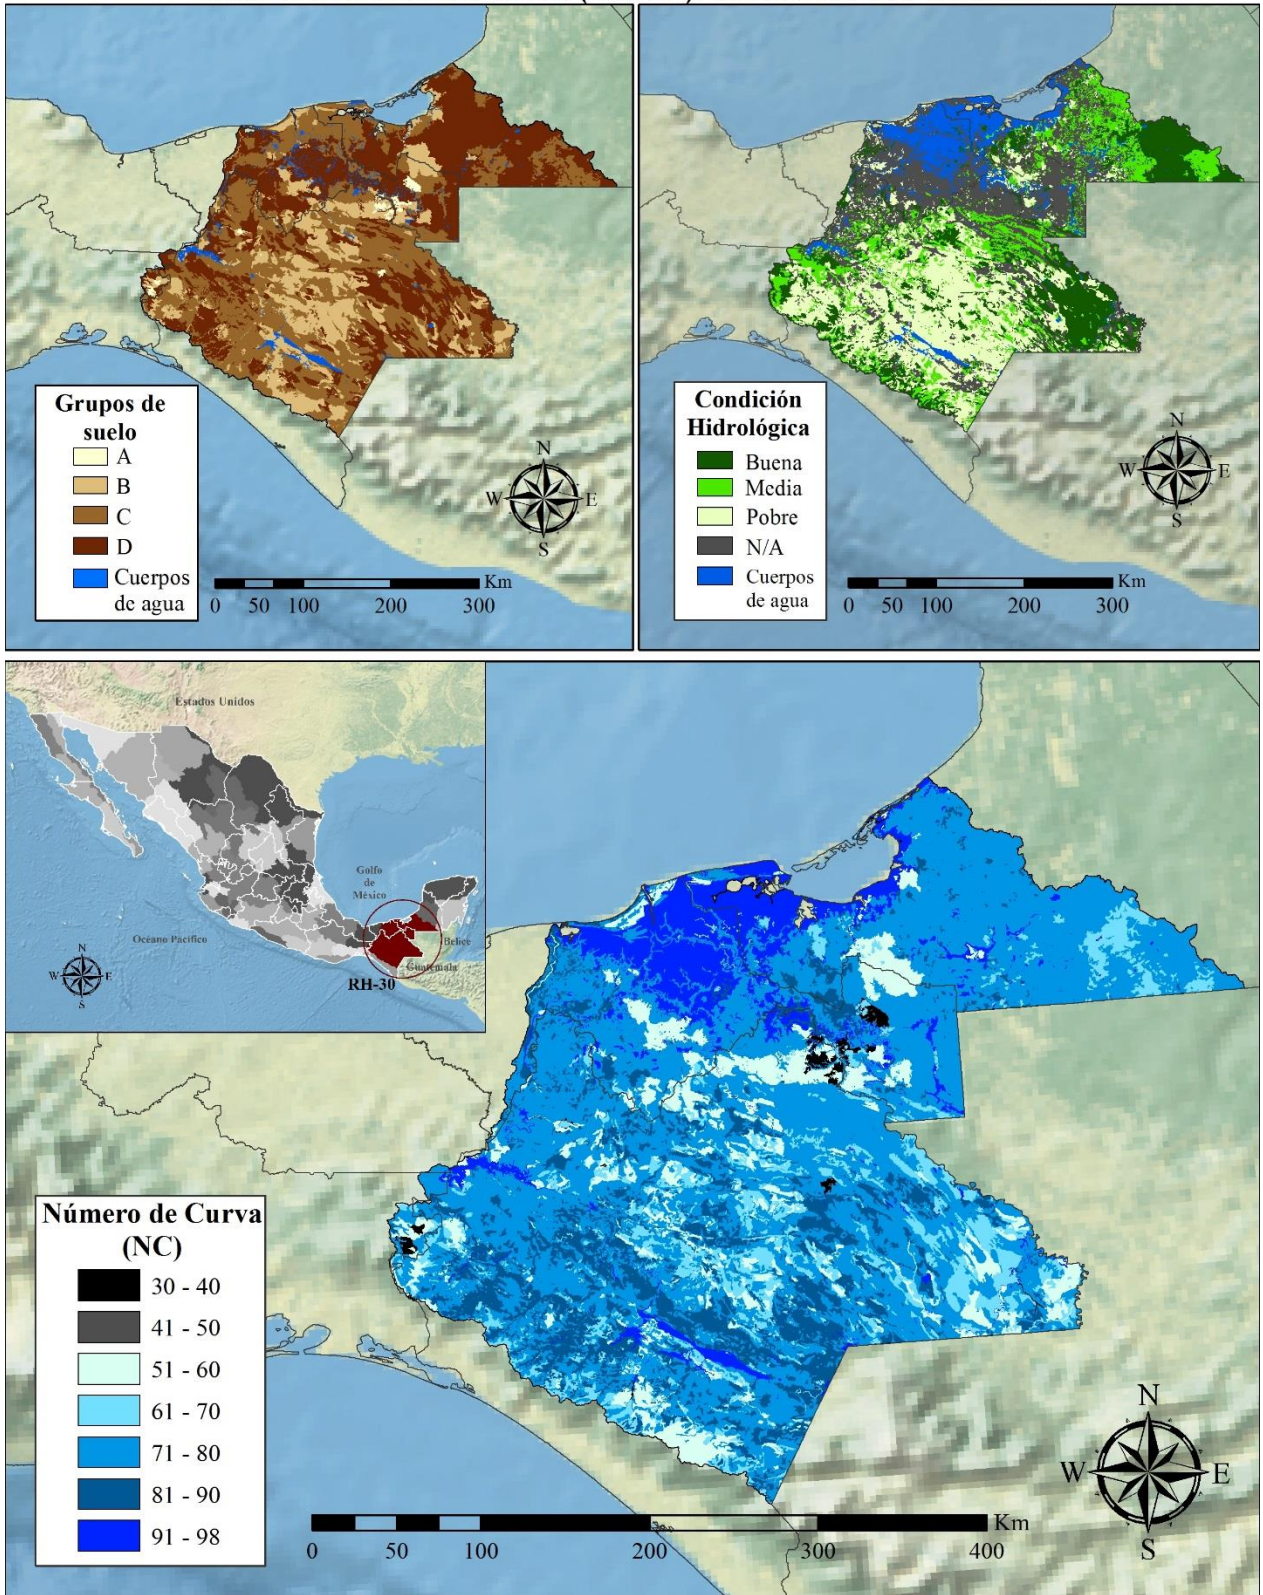 Grupos de
suelo
A
B
C
D
Cuerpos
de agua
N
W E
S
Km
0 50 100 200 300
Condición
Hidrológica
Buena
Media
Pobre
N/A
Cuerpos
de agua
N
W E
S
Km
0 50 100 200 300
Estados Unidos
Golfo
de
México
Océano Pacífico
Belice
Guatemala
RH-30
N
W E
S
Número de Curva
(NC)
30 - 40
41 - 50
51 - 60
61 - 70
71 - 80
81 - 90
91 - 98
N
W E
S
Km
0 50 100 200 300 400